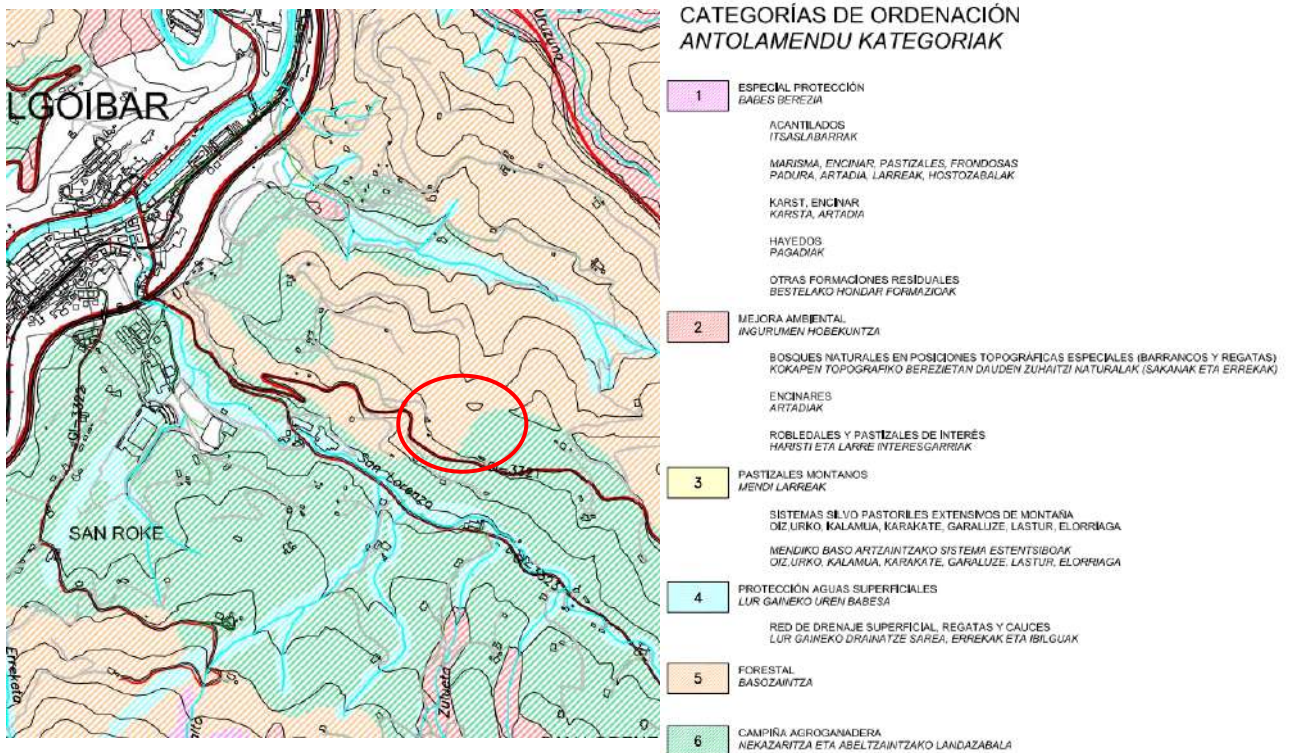 LGOIBAR
Uruzuno
GI-3322
San Lorenzo
SAN ROKE
GI-3323
Erreketa
Zulueta
CATEGORÍAS DE ORDENACIÓN
ANTOLAMENDU KATEGORIAK
1
ESPECIAL PROTECCIÓN
BABES BEREZIA
ACANTILADOS
ITSASLABARRAK
MARISMA, ENCINAR, PASTIZALES, FRONDOSAS
PADURA, ARTADIA, LARREAK, HOSTOZABALAK
KARST, ENCINAR
KARSTA, ARTADIA
HAYEDOS
PAGADIAK
OTRAS FORMACIONES RESIDUALES
BESTELAKO HONDAR FORMAZIOAK
2
MEJORA AMBIENTAL
INGURUMEN HOBEKUNTZA
BOSQUES NATURALES EN POSICIONES TOPOGRÁFICAS ESPECIALES (BARRANCOS Y REGATAS)
KOKAPEN TOPOGRAFIKO BEREZIETAN DAUDEN ZUHAITZI NATURALAK (SAKANAK ETA ERREKAK)
ENCINARES
ARTADIAK
ROBLEDALES Y PASTIZALES DE INTERÉS
HARISTI ETA LARRE INTERESGARRIAK
3
PASTIZALES MONTANOS
MENDI LARREAK
SISTEMAS SILVO PASTORILES EXTENSIVOS DE MONTAÑA
OIZ,URKO, KALAMUA, KARAKATE, GARALUZE, LASTUR, ELORRIAGA
MENDIKO BASO ARTZAINTZAKO SISTEMA ESTENTSIBOAK
OIZ,URKO, KALAMUA, KARAKATE, GARALUZE, LASTUR, ELORRIAGA
4
PROTECCIÓN AGUAS SUPERFICIALES
LUR GAINEKO UREN BABESA
RED DE DRENAJE SUPERFICIAL, REGATAS Y CAUCES
LUR GAINEKO DRAINATZE SAREA, ERREKAK ETA IBILGUAK
5
FORESTAL
BASOZAINTZA
6
CAMPIÑA AGROGANADERA
NEKAZARITZA ETA ABELTZAINTZAKO LANDAZABALA